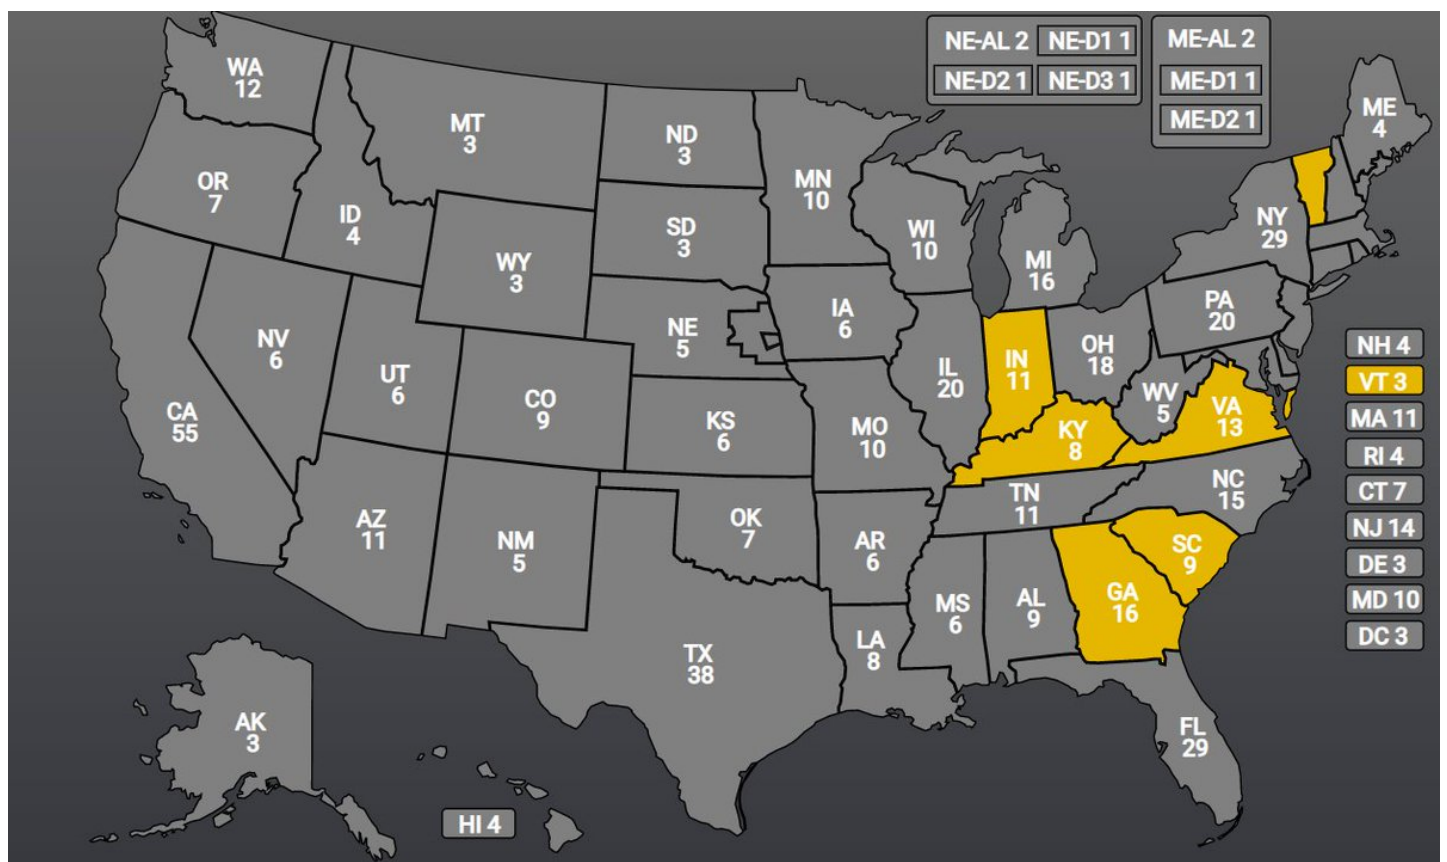 NE-AL 2 NE-D1 1
NE-D2 1 NE-D3 1
ME-AL 2
ME-D1 1
ME-D2 1
WA
12
OR
7
CA
55
NV
6
ID
4
MT
3
WY
3
UT
6
AZ
11
CO
9
NM
5
ND
3
SD
3
NE
5
KS
6
OK
7
TX
38
MN
10
IA
6
MO
10
AR
6
LA
8
WI
10
IL
20
MI
16
IN
11
OH
18
KY
8
TN
11
MS
6
AL
9
GA
16
FL
29
SC
9
NC
15
VA
13
WV
5
PA
20
NY
29
ME
4
NH 4
VT 3
MA 11
RI 4
CT 7
NJ 14
DE 3
MD 10
DC 3
AK
3
HI 4